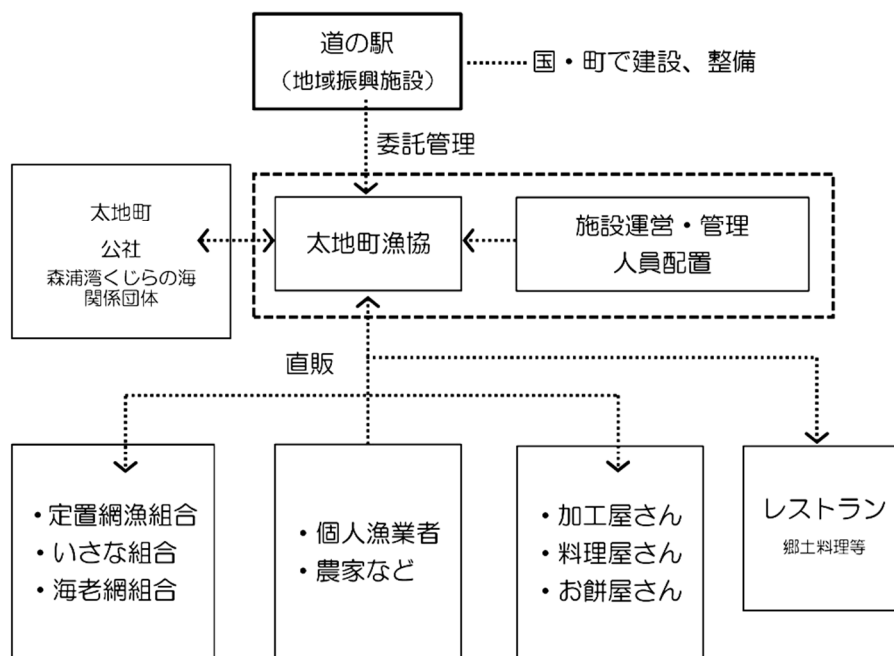 道の駅
（地域振興施設）
国・町で建設、整備
委託管理
太地町
公社
森浦湾くじらの海
関係団体
太地町漁協
施設運営・管理
人員配置
直販
・定置網漁組合
・いさな組合
・海老網組合
・個人漁業者
・農家など
・加工屋さん
・料理屋さん
・お餅屋さん
レストラン
郷土料理等